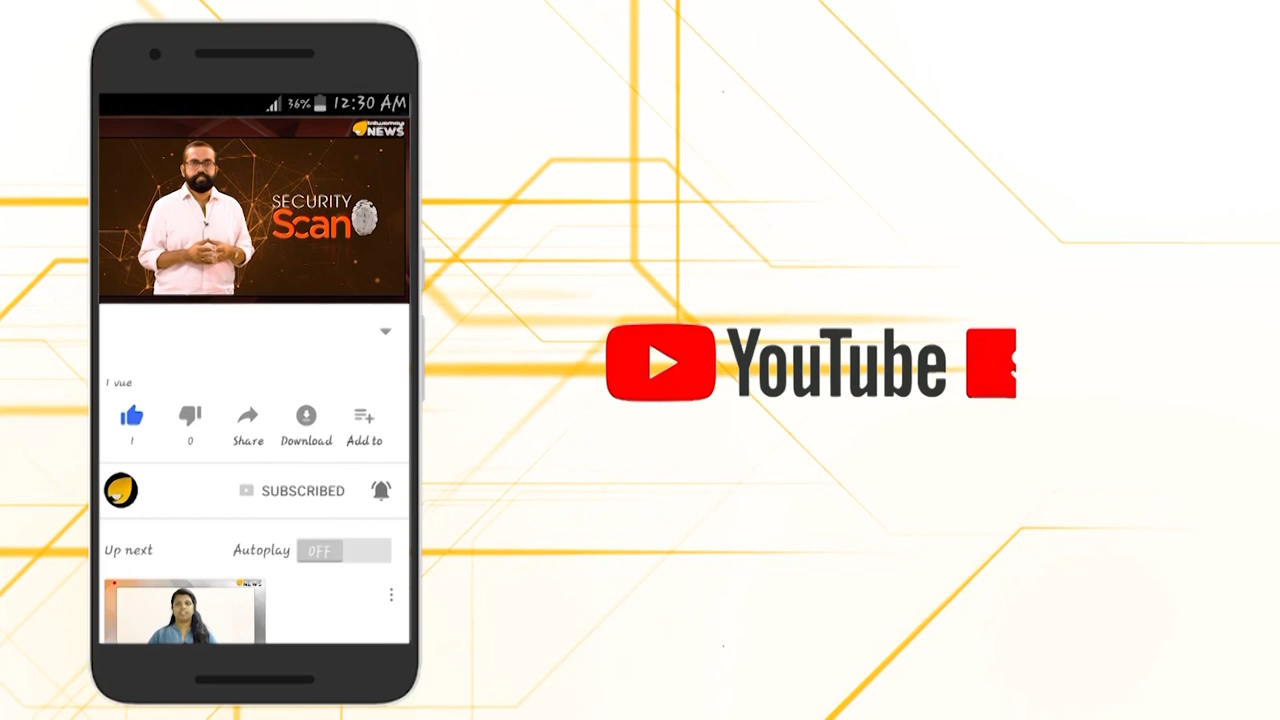 36% 12:30 AM
NEWS
SECURITY
Scan
1 vue
1
0
Share
Download
Add to
SUBSCRIBED
Up next
Autoplay
OFF
NEWS
YouTube